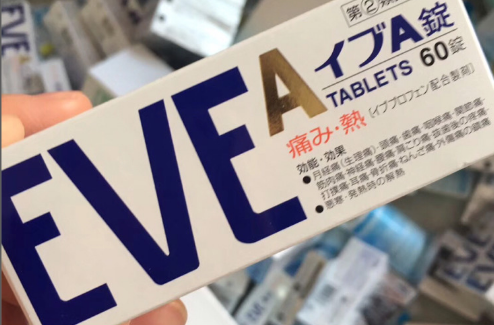 第②類
EVE A
イブA錠
TABLETS 60錠
痛み・熱
(イブプロフェン配合製剤)
効能・効果
●月経痛(生理痛)・頭痛・歯痛・咽喉痛・関節痛・
筋肉痛・神経痛・腰痛・肩こり痛・抜歯後の疼痛・
打撲痛・耳痛・骨折痛・ねんざ痛・外傷痛の鎮痛
●悪寒・発熱時の解熱
EVE